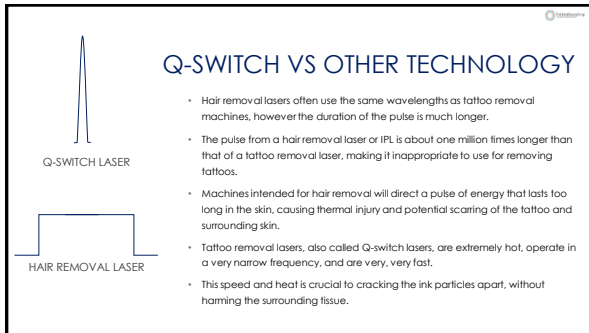 Q-SWITCH VS OTHER TECHNOLOGY
Q-SWITCH LASER
HAIR REMOVAL LASER
• Hair removal lasers often use the same wavelengths as tattoo removal
machines, however the duration of the pulse is much longer.
• The pulse from a hair removal laser or IPL is about one million times longer than
that of a tattoo removal laser, making it inappropriate to use for removing
tattoos.
• Machines intended for hair removal will direct a pulse of energy that lasts too
long in the skin, causing thermal injury and potential scarring of the tattoo and
surrounding skin.
• Tattoo removal lasers, also called Q-switch lasers, are extremely hot, operate in
a very narrow frequency, and are very, very fast.
• This speed and heat is crucial to cracking the ink particles apart, without
harming the surrounding tissue.